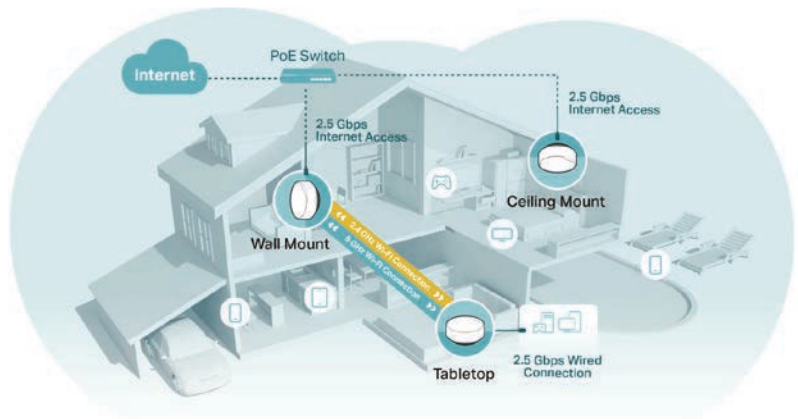 PoE Switch
Internet
2.5 Gbps
Internet Access
2.5 Gbps
Internet Access
Ceiling Mount
Wall Mount
2.4 GHz Wi-Fi Connection
5 GHz Wi-Fi Connection
Tabletop
2.5 Gbps Wired
Connection